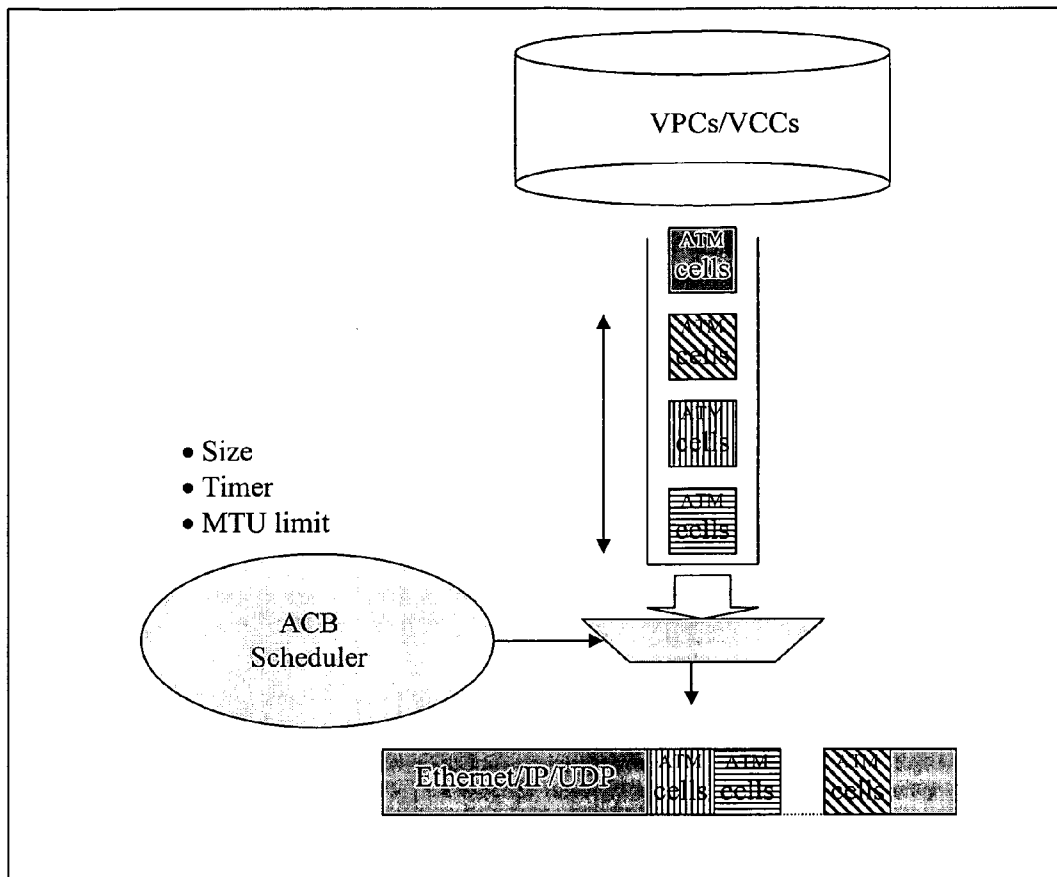 VPCs/VCCs
ATM
cells
ATM
cells
ATM
cells
ATM
cells
• Size
• Timer
• MTU limit
ACB
Scheduler
Ethernet/IP/UDP
ATM
cells
ATM
cells
ATM
cells